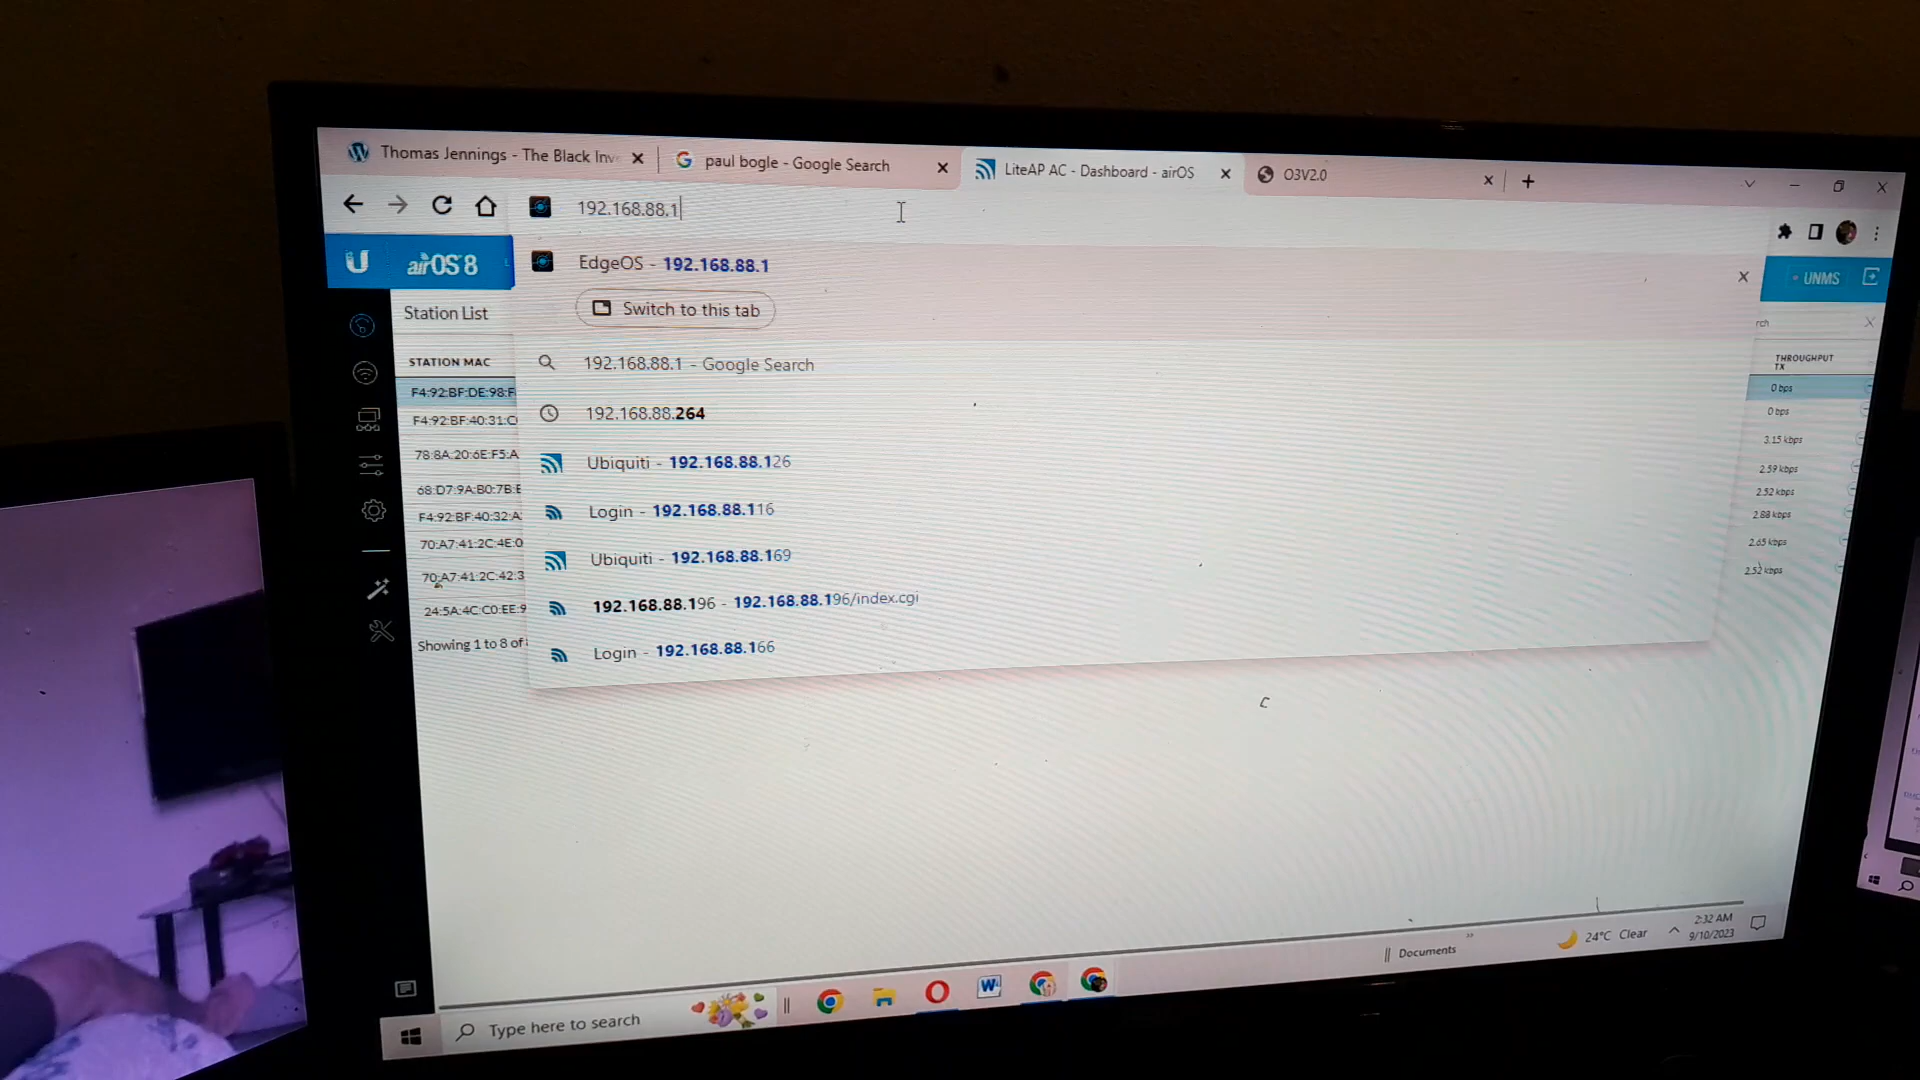 Thomas Jennings - The Black Inv
paul bogle - Google Search
LiteAP AC - Dashboard - airOS
O3V2.0
192.168.88.1
U airOS 8
EdgeOS - 192.168.88.1
UNMS
Switch to this tab
Station List
rch
192.168.88.1 - Google Search
STATION MAC
THROUGHPUT
TX
F4:92:BF:DE:98:F
0 bps
192.168.88.264
F4:92:BF:40:31:C
0 bps
78:8A:20:6E:F5:A
3.15 kbps
Ubiquiti - 192.168.88.126
68:D7:9A:B0:7B:E
2.59 kbps
2.52 kbps
F4:92:BF:40:32:A
Login - 192.168.88.116
2.88 kbps
70:A7:41:2C:4E:0
2.65 kbps
Ubiquiti - 192.168.88.169
70:A7:41:2C:42:3
2.52 kbps
24:5A:4C:C0:EE:9
192.168.88.196 - 192.168.88.196/index.cgi
Showing 1 to 8 of
Login - 192.168.88.166
Type here to search
W
Documents
24°C Clear
2:32 AM
9/10/2023